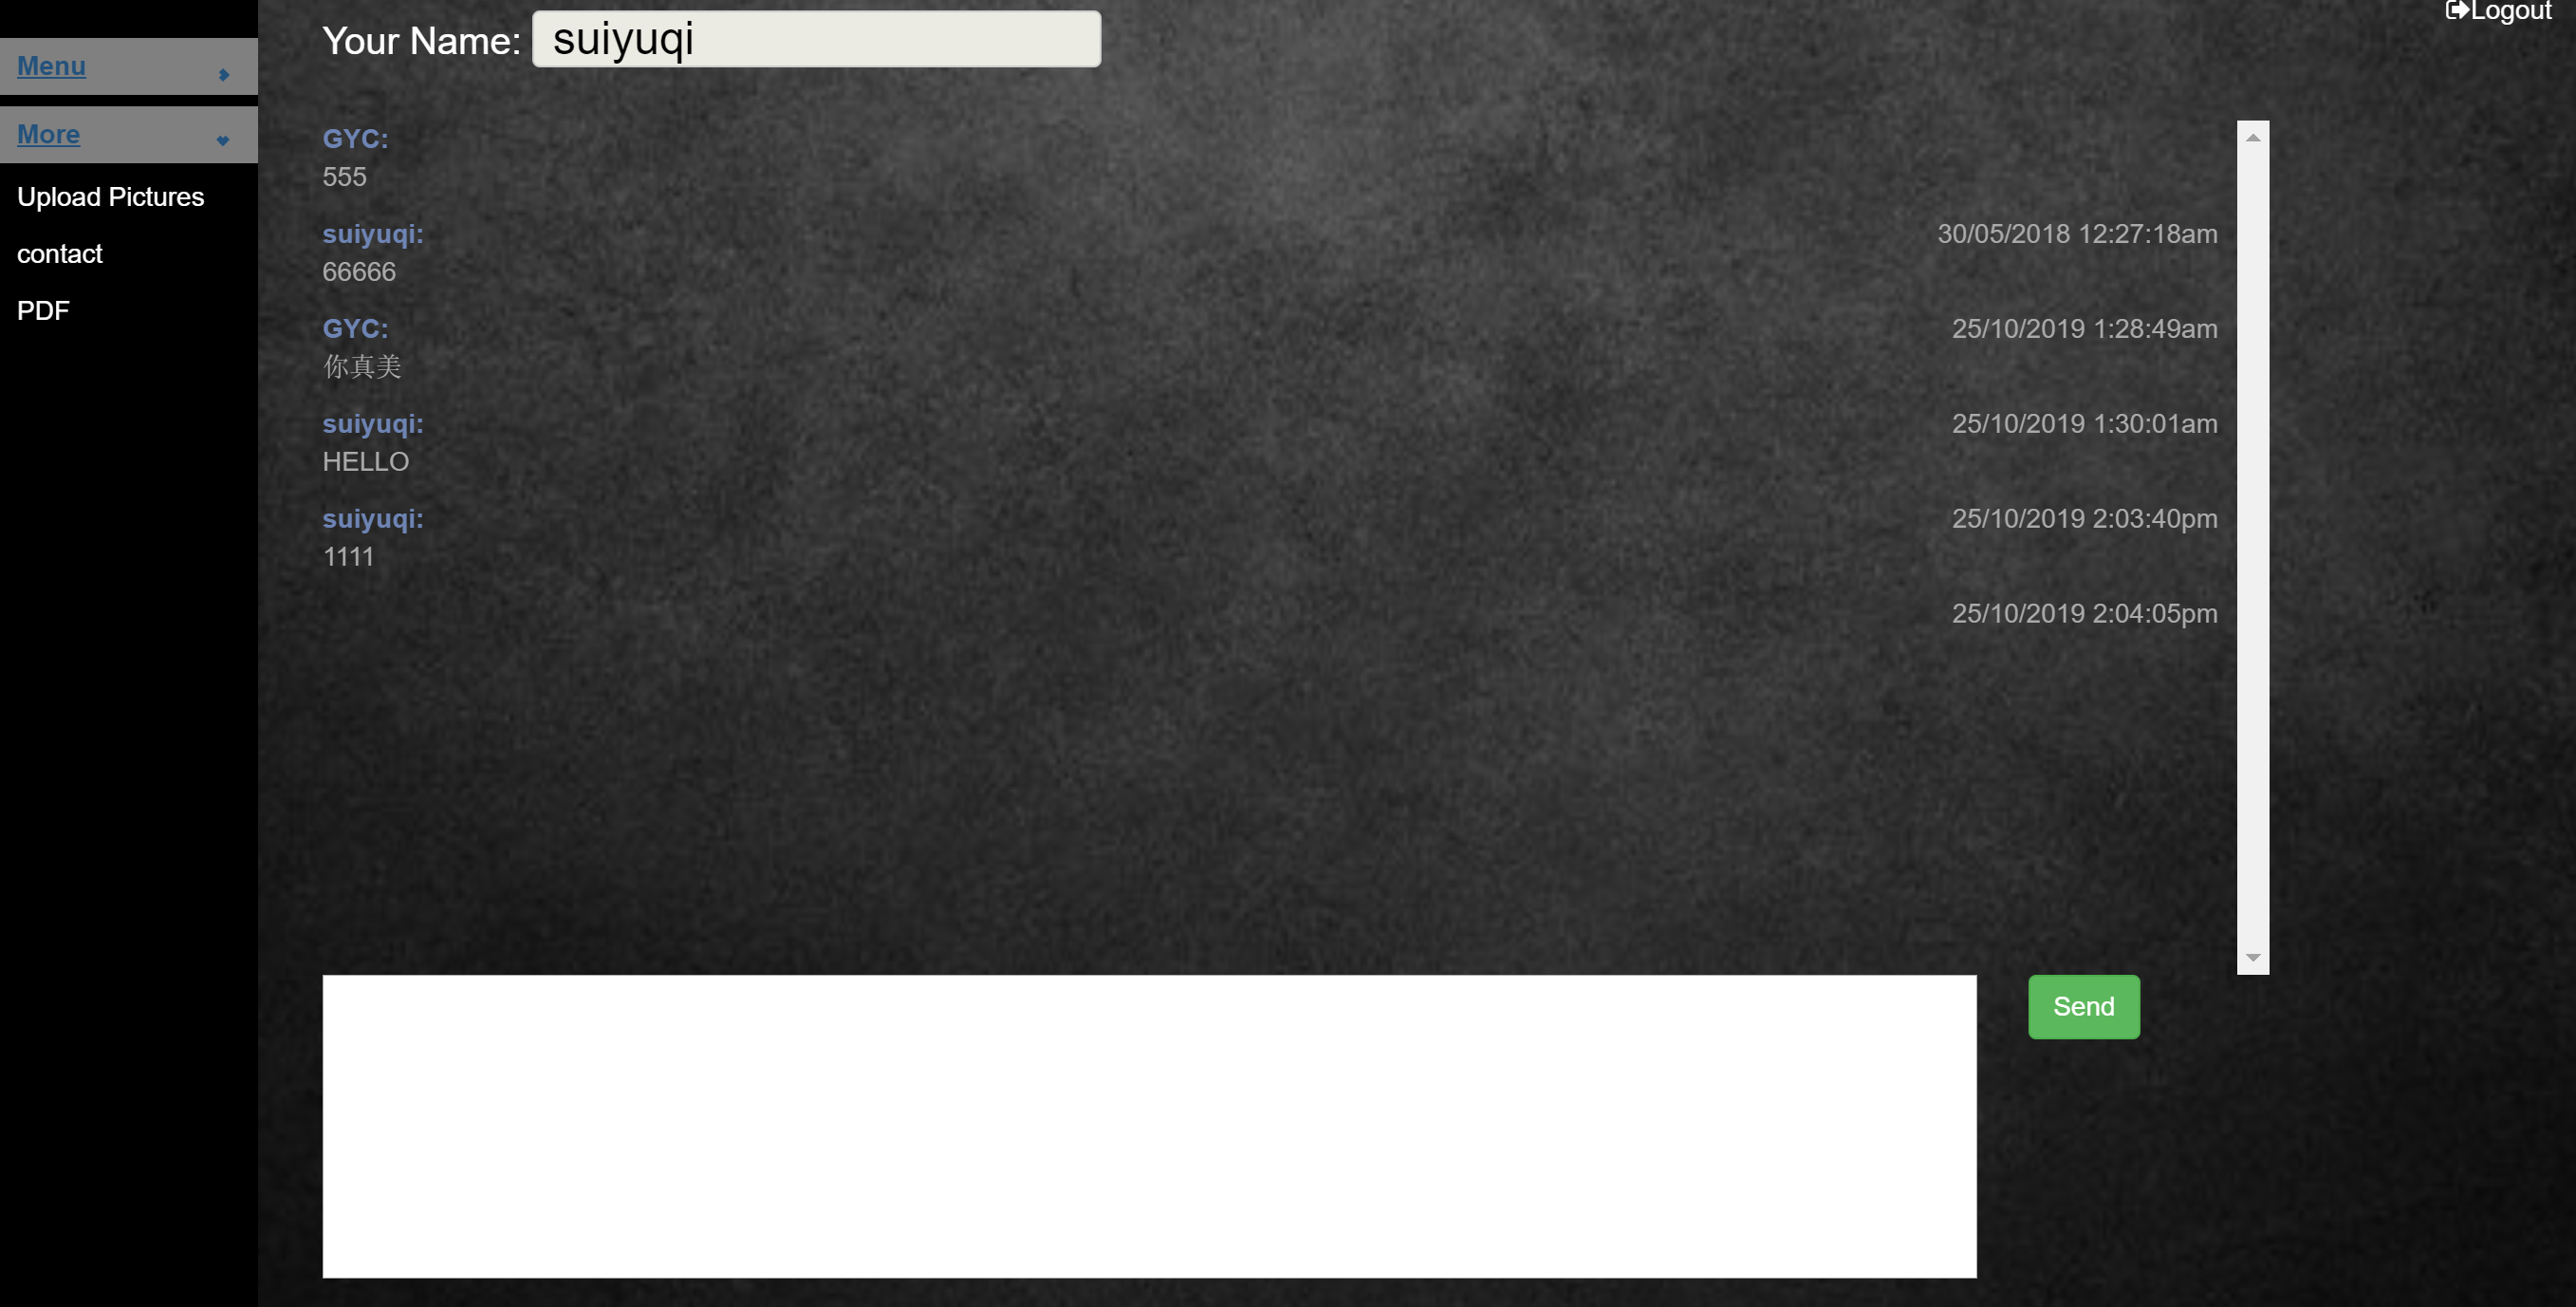 Logout
Your Name: suiyuqi
Menu
More
Upload Pictures
contact
PDF
GYC:
555
suiyuqi: 30/05/2018 12:27:18am
66666
GYC: 25/10/2019 1:28:49am
你真美
suiyuqi: 25/10/2019 1:30:01am
HELLO
suiyuqi: 25/10/2019 2:03:40pm
1111
25/10/2019 2:04:05pm
Send